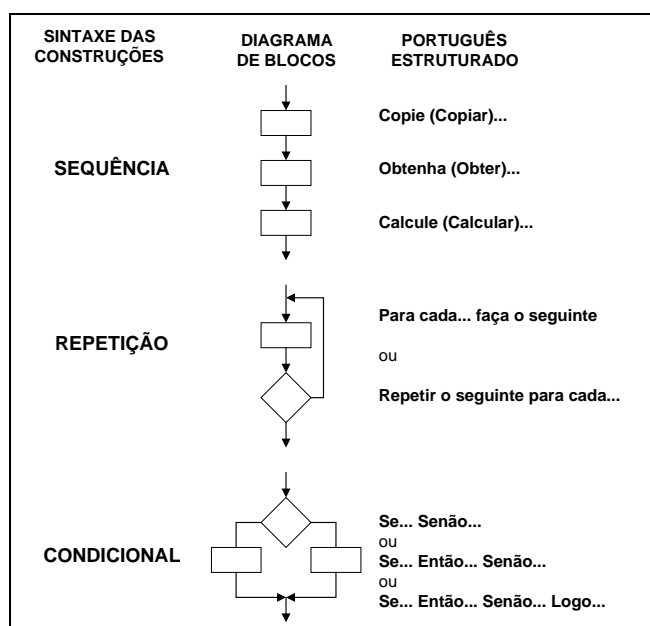 SINTAXE DAS
CONSTRUÇÕES
DIAGRAMA
DE BLOCOS
PORTUGUÊS
ESTRUTURADO
SEQUÊNCIA
Copie (Copiar)...
Obtenha (Obter)...
Calcule (Calcular)...
REPETIÇÃO
Para cada... faça o seguinte
ou
Repetir o seguinte para cada...
CONDICIONAL
Se... Senão...
ou
Se... Então... Senão...
ou
Se... Então... Senão... Logo...